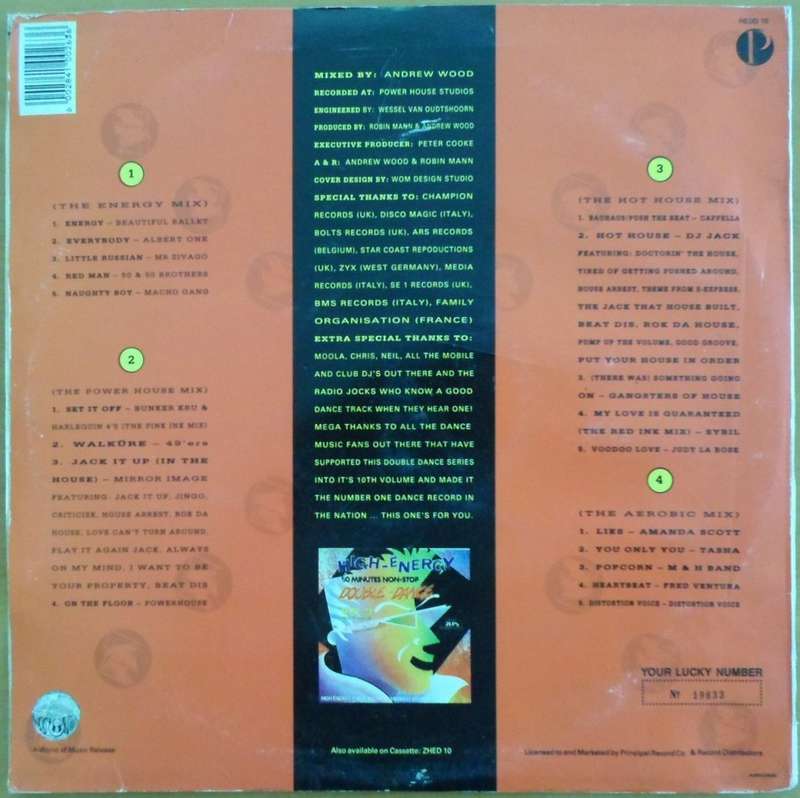 HEDD 10
P
6 002841 002636
MIXED BY: ANDREW WOOD
RECORDED AT: POWER HOUSE STUDIOS
ENGINEERED BY: WESSEL VAN OUDTSHOORN
PRODUCED BY: ROBIN MANN & ANDREW WOOD
EXECUTIVE PRODUCER: PETER COOKE
A & R: ANDREW WOOD & ROBIN MANN
COVER DESIGN BY: WOM DESIGN STUDIO
SPECIAL THANKS TO: CHAMPION
RECORDS (UK), DISCO MAGIC (ITALY),
BOLTS RECORDS (UK), ARS RECORDS
(BELGIUM), STAR COAST REPODUCTIONS
(UK), ZYX (WEST GERMANY), MEDIA
RECORDS (ITALY), SE 1 RECORDS (UK),
BMS RECORDS (ITALY), FAMILY
ORGANISATION (FRANCE)
EXTRA SPECIAL THANKS TO:
MOOLA, CHRIS, NEIL, ALL THE MOBILE
AND CLUB DJ'S OUT THERE AND THE
RADIO JOCKS WHO KNOW A GOOD
DANCE TRACK WHEN THEY HEAR ONE!
MEGA THANKS TO ALL THE DANCE
MUSIC FANS OUT THERE THAT HAVE
SUPPORTED THIS DOUBLE DANCE SERIES
INTO IT'S 10TH VOLUME AND MADE IT
THE NUMBER ONE DANCE RECORD IN
THE NATION ... THIS ONE'S FOR YOU.
1
(THE ENERGY MIX)
1. ENERGY – BEAUTIFUL BALLET
2. EVERYBODY – ALBERT ONE
3. LITTLE RUSSIAN – MR ZIVAGO
4. RED MAN – 50 & 50 BROTHERS
5. NAUGHTY BOY – MACHO GANG
2
(THE POWER HOUSE MIX)
1. SET IT OFF – BUNKER KRU &
HARLEQUIN 4'S (THE PINK INK MIX)
2. WALKÜRE – 49'ers
3. JACK IT UP (IN THE
HOUSE) – MIRROR IMAGE
FEATURING: JACK IT UP, JINGO,
CRITICIEK, HOUSE ARREST, ROK DA
HOUSE, LOVE CAN'T TURN AROUND,
PLAY IT AGAIN JACK, ALWAYS
ON MY MIND, I WANT TO BE
YOUR PROPERTY, BEAT DIS
4. ON THE FLOOR – POWERHOUSE
3
(THE HOT HOUSE MIX)
1. BAUHAUS/PUSH THE BEAT – CAPPELLA
2. HOT HOUSE – DJ JACK
FEATURING: DOCTORIN' THE HOUSE,
TIRED OF GETTING PUSHED AROUND,
HOUSE ARREST, THEME FROM S-EXPRESS,
THE JACK THAT HOUSE BUILT,
BEAT DIS, ROK DA HOUSE,
PUMP UP THE VOLUME, GOOD GROOVE,
PUT YOUR HOUSE IN ORDER
3. (THERE WAS) SOMETHING GOING
ON – GANGSTERS OF HOUSE
4. MY LOVE IS GUARANTEED
(THE RED INK MIX) – SYBIL
5. VOODOO LOVE – JUDY LA ROSE
4
(THE AEROBIC MIX)
1. LIES – AMANDA SCOTT
2. YOU ONLY YOU – TASHA
3. POPCORN – M & H BAND
4. HEARTBEAT – FRED VENTURA
5. DISTORTION VOICE – DISTORTION VOICE
HIGH-ENERGY
60 MINUTES NON-STOP
DOUBLE DANCE
YOUR LUCKY NUMBER
Nº 19833
A division of Music Release
Also available on Cassette: ZHED 10
Licensed to and Marketed by Principal Record Co. & Record Distributors